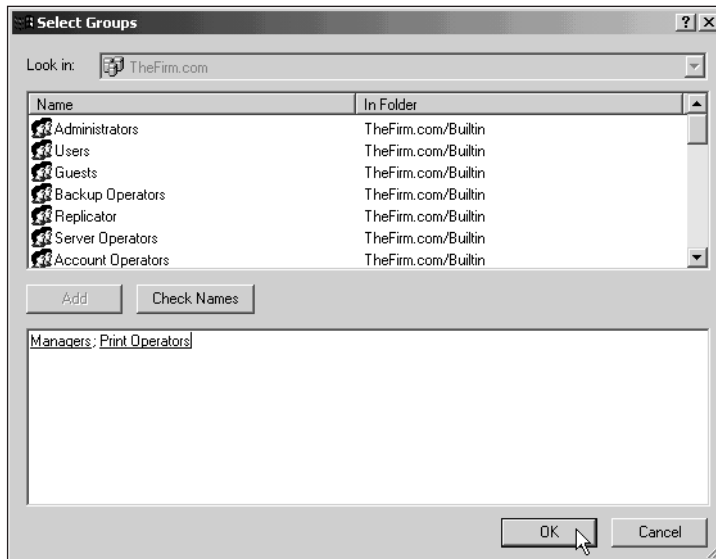 Select Groups
Look in: TheFirm.com
Name In Folder
Administrators TheFirm.com/Builtin
Users TheFirm.com/Builtin
Guests TheFirm.com/Builtin
Backup Operators TheFirm.com/Builtin
Replicator TheFirm.com/Builtin
Server Operators TheFirm.com/Builtin
Account Operators TheFirm.com/Builtin
Add Check Names
Managers; Print Operators
OK Cancel